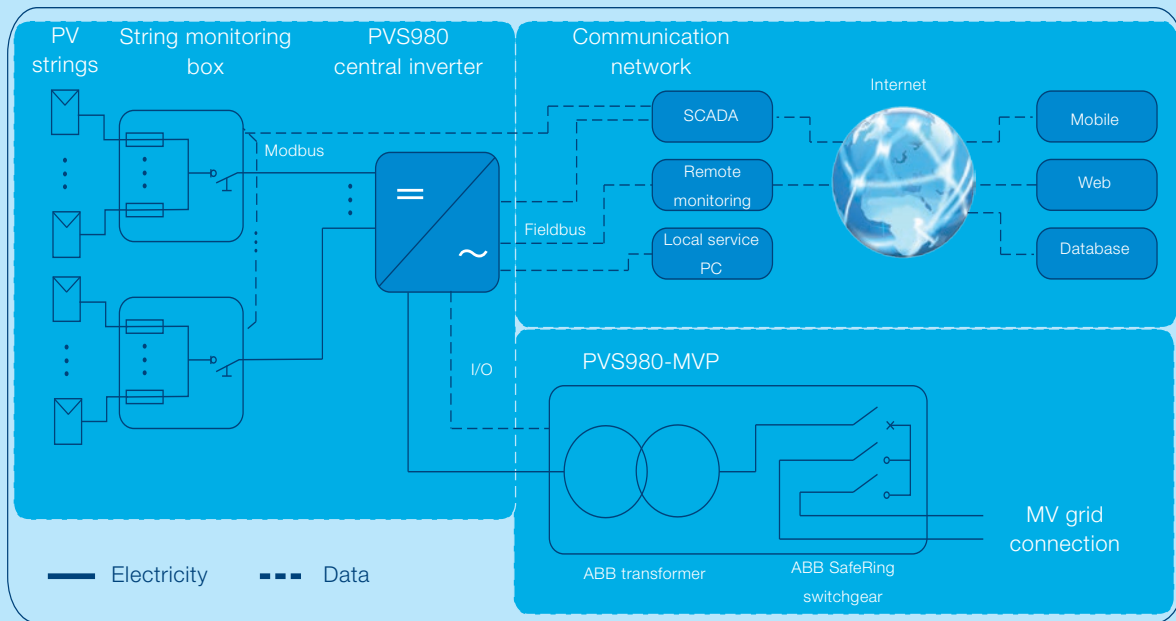 PV
strings
String monitoring
box
PVS980
central inverter
Modbus
Fieldbus
I/O
Communication
network
SCADA
Remote
monitoring
Local service
PC
Internet
Mobile
Web
Database
PVS980-MVP
ABB transformer
ABB SafeRing
switchgear
MV grid
connection
Electricity
Data